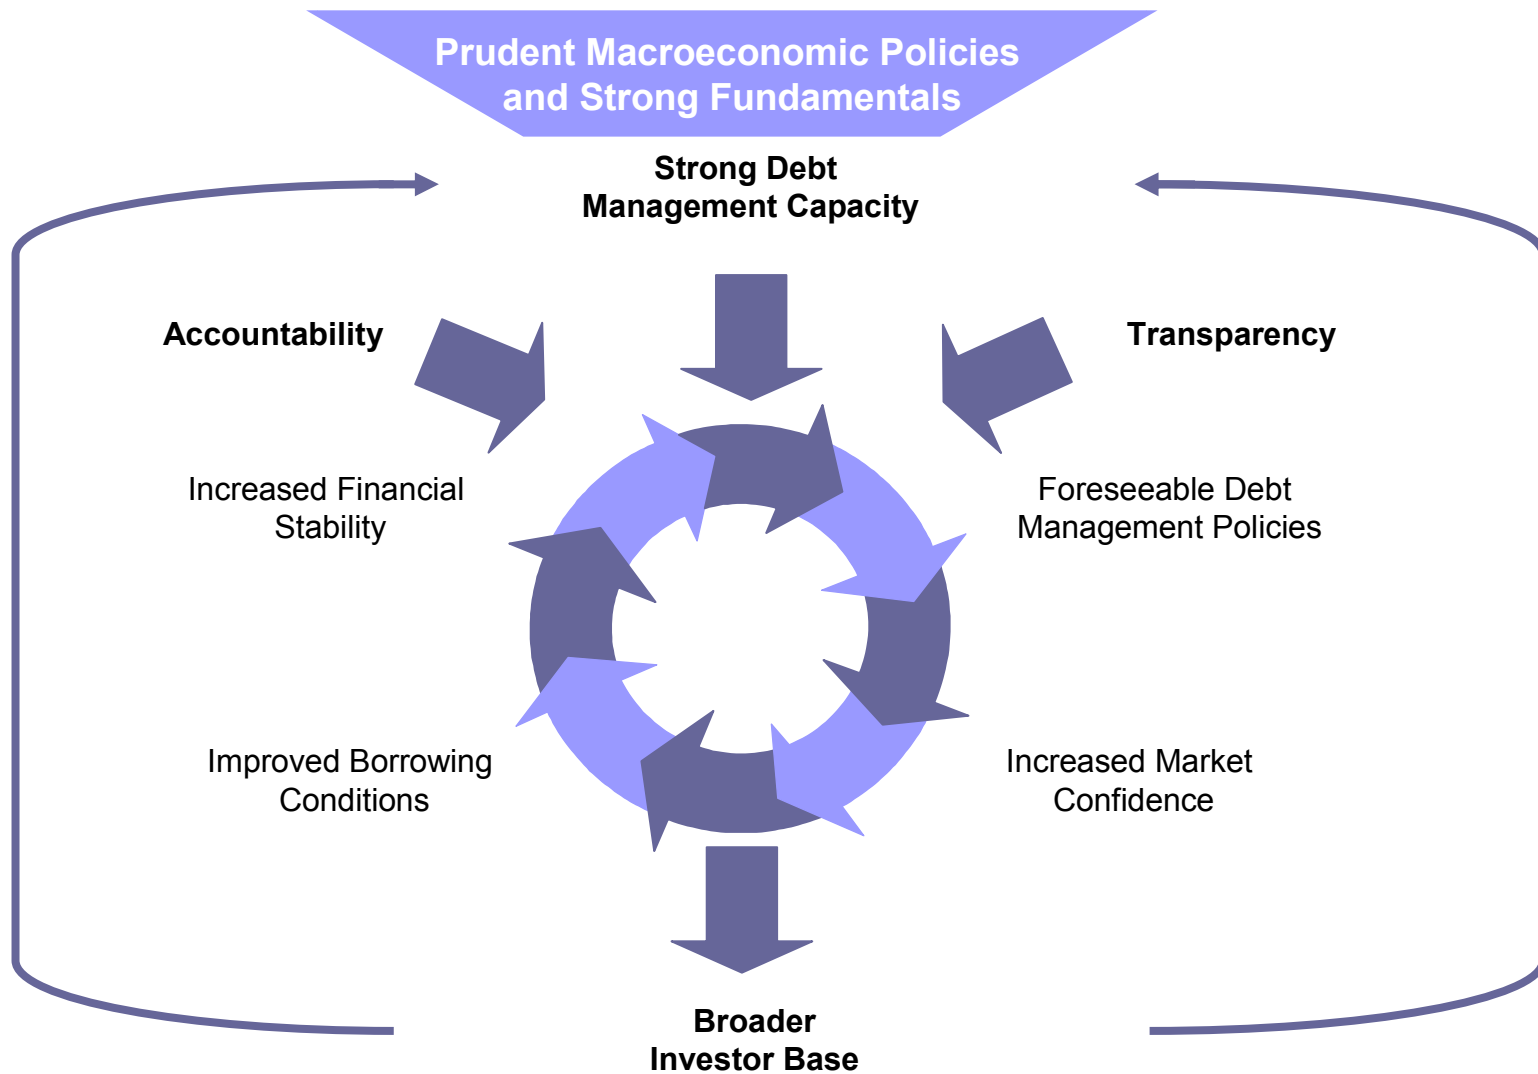 Prudent Macroeconomic Policies
and Strong Fundamentals
Strong Debt
Management Capacity
Accountability
Transparency
Increased Financial
Stability
Foreseeable Debt
Management Policies
Improved Borrowing
Conditions
Increased Market
Confidence
Broader
Investor Base